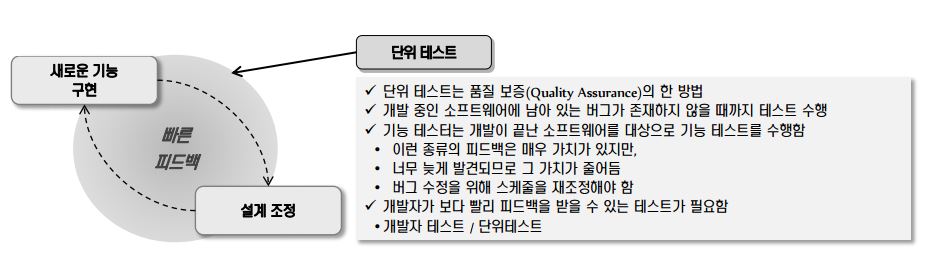 단위 테스트
새로운 기능
구현
빠른
피드백
설계 조정
✓ 단위 테스트는 품질 보증(Quality Assurance)의 한 방법
✓ 개발 중인 소프트웨어에 남아 있는 버그가 존재하지 않을 때까지 테스트 수행
✓ 기능 테스터는 개발이 끝난 소프트웨어를 대상으로 기능 테스트를 수행함
• 이런 종류의 피드백은 매우 가치가 있지만,
• 너무 늦게 발견되므로 그 가치가 줄어듬
• 버그 수정을 위해 스케줄을 재조정해야 함
✓ 개발자가 보다 빨리 피드백을 받을 수 있는 테스트가 필요함
•개발자 테스트 / 단위테스트